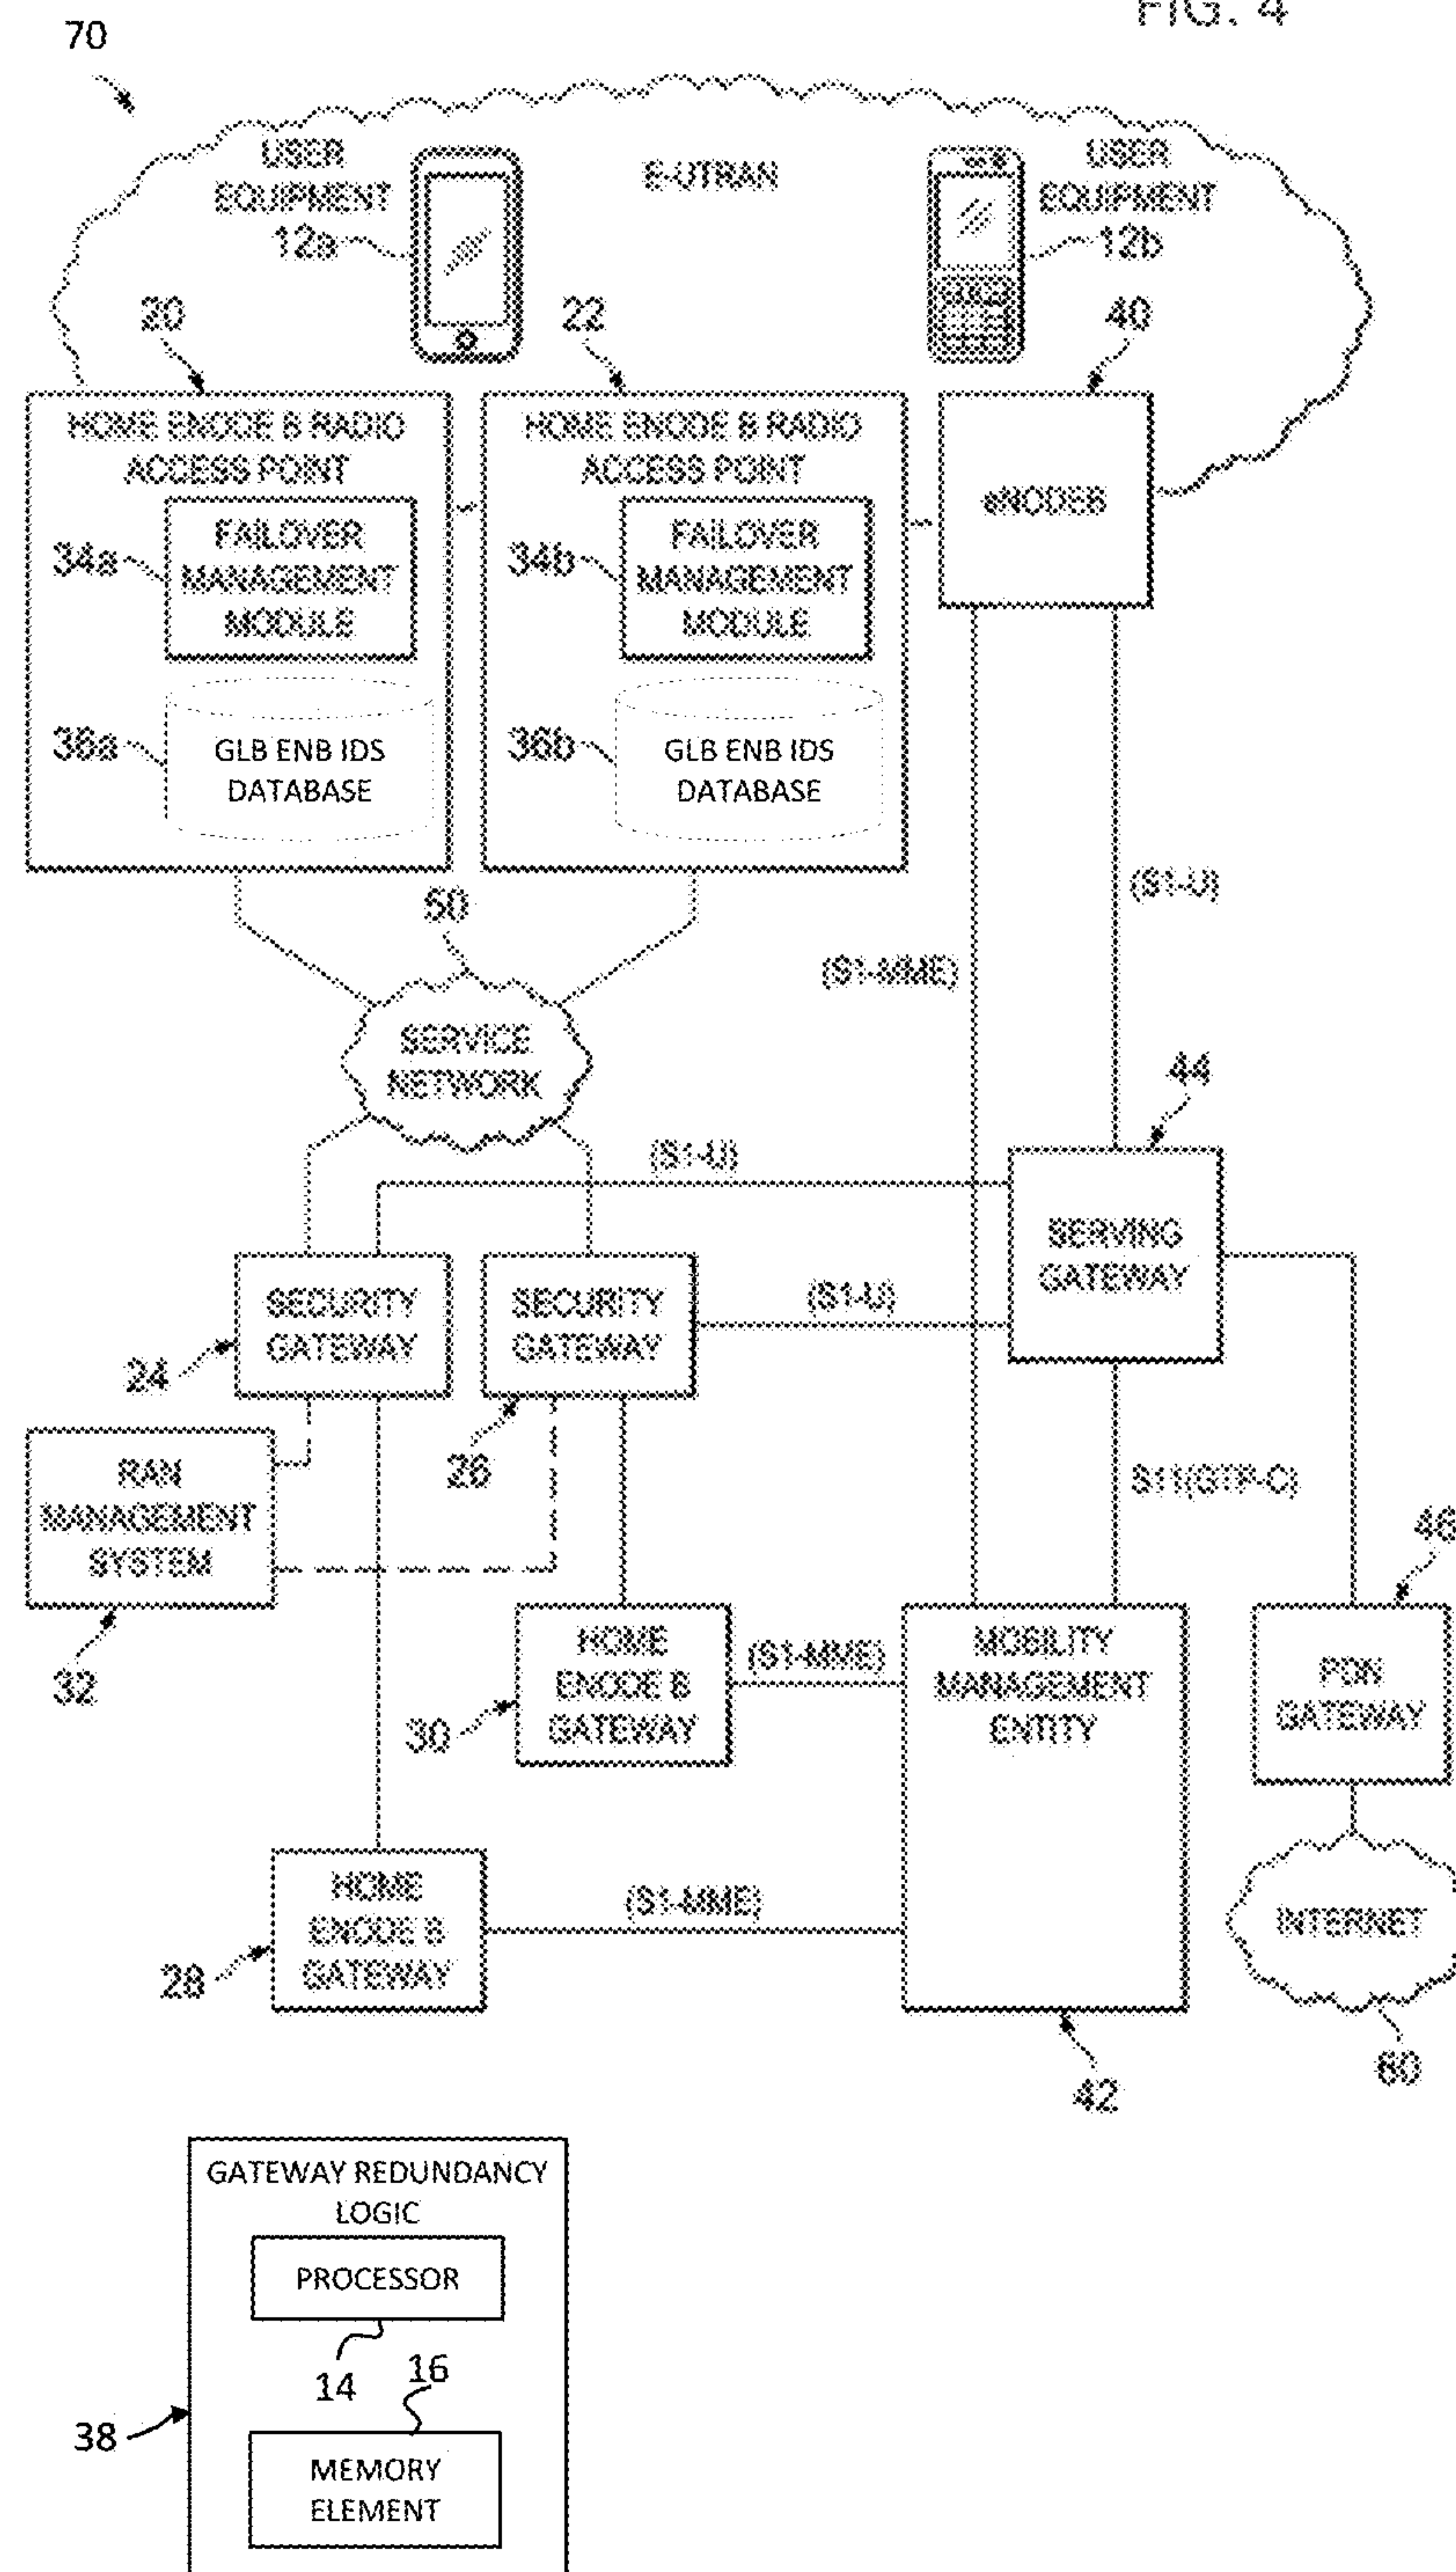 FIG. 4
70
USER
EQUIPMENT
12a
E-UTRAN
USER
EQUIPMENT
12b
20
22
40
HOME ENODE B RADIO
ACCESS POINT
34a
FAILOVER
MANAGEMENT
MODULE
36a
GLB ENB IDS
DATABASE
HOME ENODE B RADIO
ACCESS POINT
34b
FAILOVER
MANAGEMENT
MODULE
36b
GLB ENB IDS
DATABASE
eNODEB
50
(S1-U)
(S1-MME)
SERVICE
NETWORK
44
(S1-U)
SERVING
GATEWAY
SECURITY
GATEWAY
SECURITY
GATEWAY
(S1-U)
24
26
RAN
MANAGEMENT
SYSTEM
S11(GTP-C)
46
32
HOME
ENODE B
GATEWAY
30
(S1-MME)
MOBILITY
MANAGEMENT
ENTITY
PDN
GATEWAY
HOME
ENODE B
GATEWAY
28
(S1-MME)
INTERNET
42
60
GATEWAY REDUNDANCY
LOGIC
PROCESSOR
14
16
38
MEMORY
ELEMENT